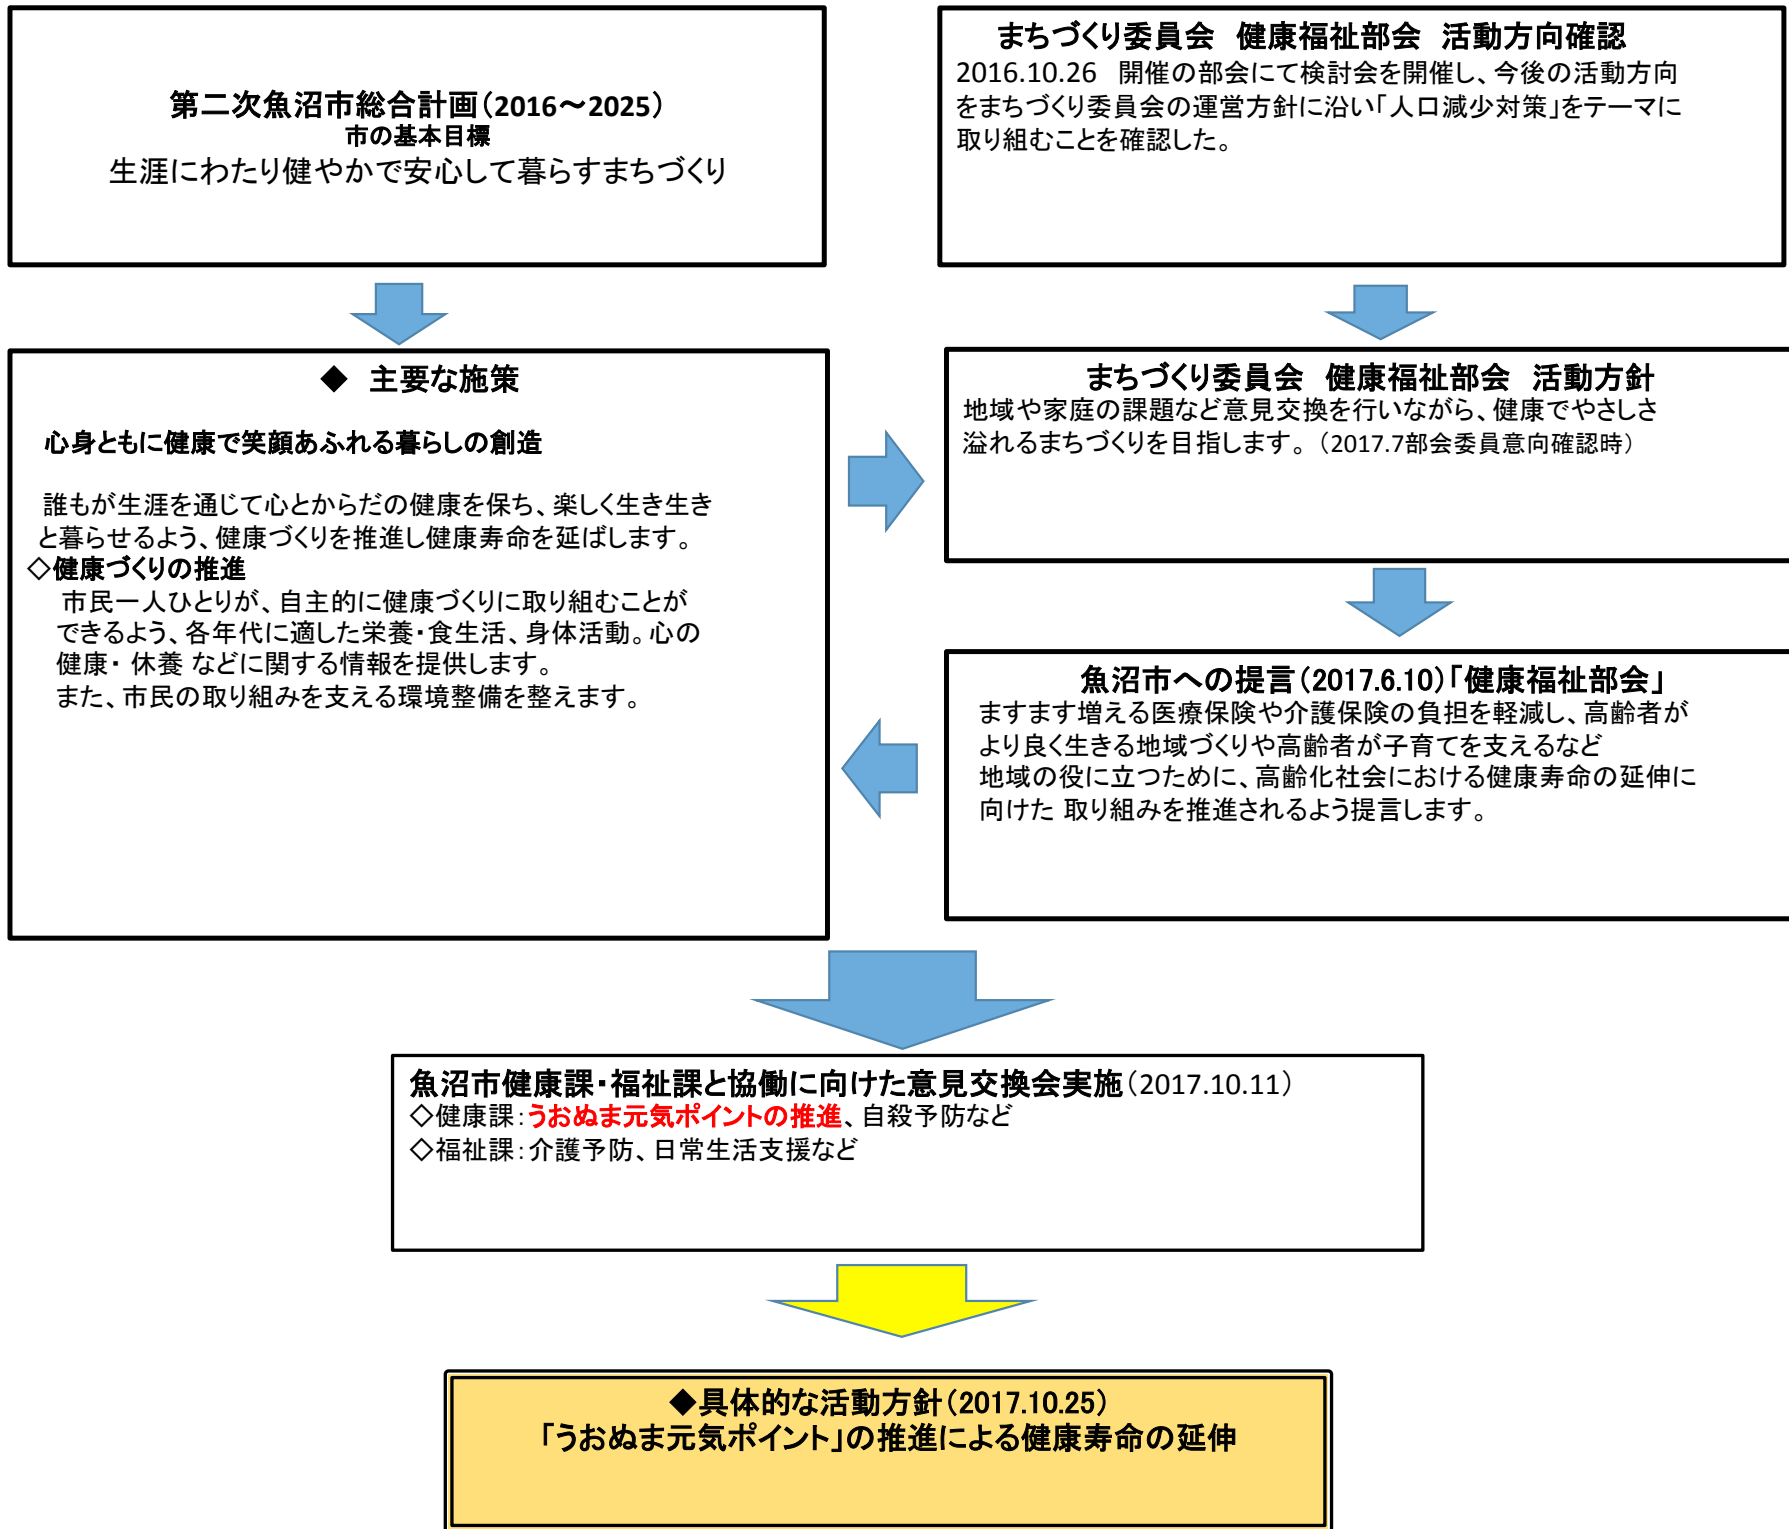 第二次魚沼市総合計画(2016～2025)
市の基本目標
生涯にわたり健やかで安心して暮らすまちづくり
まちづくり委員会　健康福祉部会　活動方向確認
2016.10.26　開催の部会にて検討会を開催し、今後の活動方向
をまちづくり委員会の運営方針に沿い「人口減少対策」をテーマに
取り組むことを確認した。
◆　主要な施策
心身ともに健康で笑顔あふれる暮らしの創造
誰もが生涯を通じて心とからだの健康を保ち、楽しく生き生き
と暮らせるよう、健康づくりを推進し健康寿命を延ばします。
◇健康づくりの推進
市民一人ひとりが、自主的に健康づくりに取り組むことが
できるよう、各年代に適した栄養・食生活、身体活動。心の
健康・ 休養 などに関する情報を提供します。
また、市民の取り組みを支える環境整備を整えます。
まちづくり委員会　健康福祉部会　活動方針
地域や家庭の課題など意見交換を行いながら、健康でやさしさ
溢れるまちづくりを目指します。（2017.7部会委員意向確認時）
魚沼市への提言(2017.6.10)「健康福祉部会」
ますます増える医療保険や介護保険の負担を軽減し、高齢者が
より良く生きる地域づくりや高齢者が子育てを支えるなど
地域の役に立つために、高齢化社会における健康寿命の延伸に
向けた 取り組みを推進されるよう提言します。
魚沼市健康課・福祉課と協働に向けた意見交換会実施（2017.10.11）
◇健康課：うおぬま元気ポイントの推進、自殺予防など
◇福祉課：介護予防、日常生活支援など
◆具体的な活動方針(2017.10.25)
「うおぬま元気ポイント」の推進による健康寿命の延伸